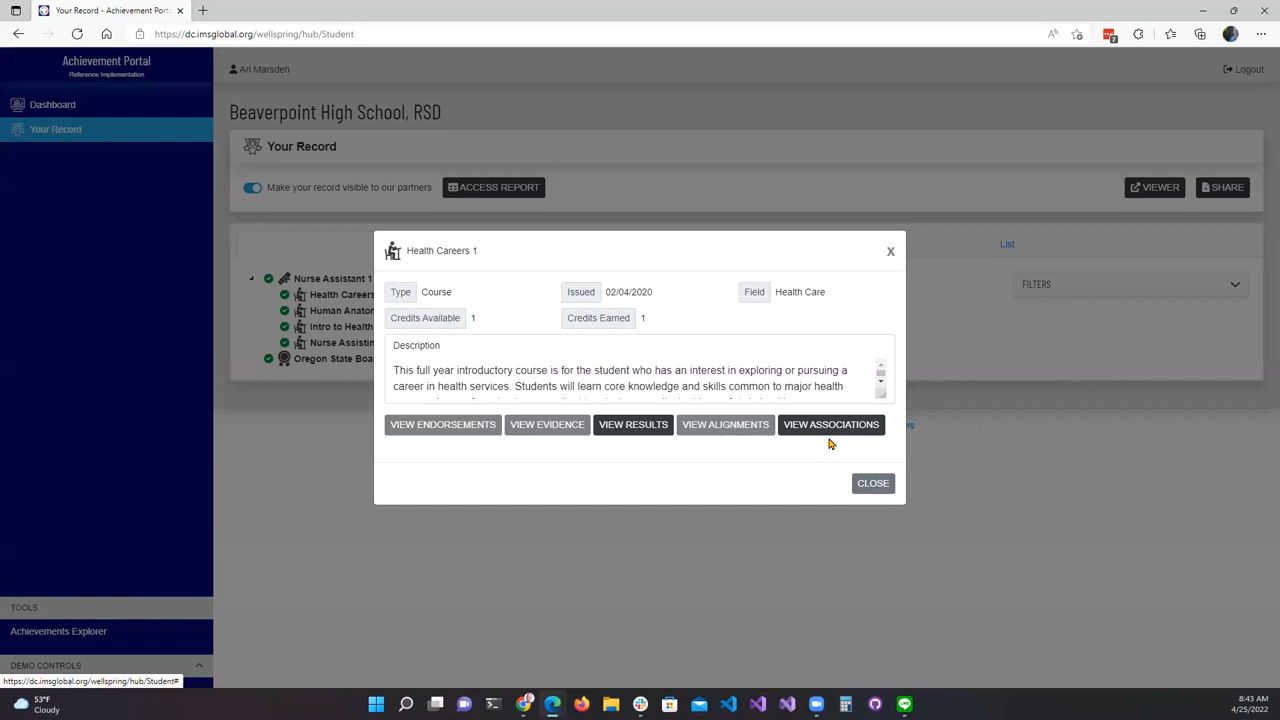 Your Record - Achievement Porta
https://dc.imsglobal.org/wellspring/hub/Student
7
Achievement Portal
Reference Implementation
Ari Marsden
Logout
Dashboard
Your Record
Beaverpoint High School, RSD
Your Record
Make your record visible to our partners
ACCESS REPORT
VIEWER
SHARE
List
FILTERS
Nurse Assistant 1
Health Careers
Human Anatom
Intro to Health
Nurse Assistin
Oregon State Boa
Health Careers 1
X
Type Course
Issued 02/04/2020
Field Health Care
Credits Available 1
Credits Earned 1
Description
This full year introductory course is for the student who has an interest in exploring or pursuing a
career in health services. Students will learn core knowledge and skills common to major health
VIEW ENDORSEMENTS
VIEW EVIDENCE
VIEW RESULTS
VIEW ALIGNMENTS
VIEW ASSOCIATIONS
org
CLOSE
TOOLS
Achievements Explorer
DEMO CONTROLS
https://dc.imsglobal.org/wellspring/hub/Student#
53°F
Cloudy
8:43 AM
4/25/2022